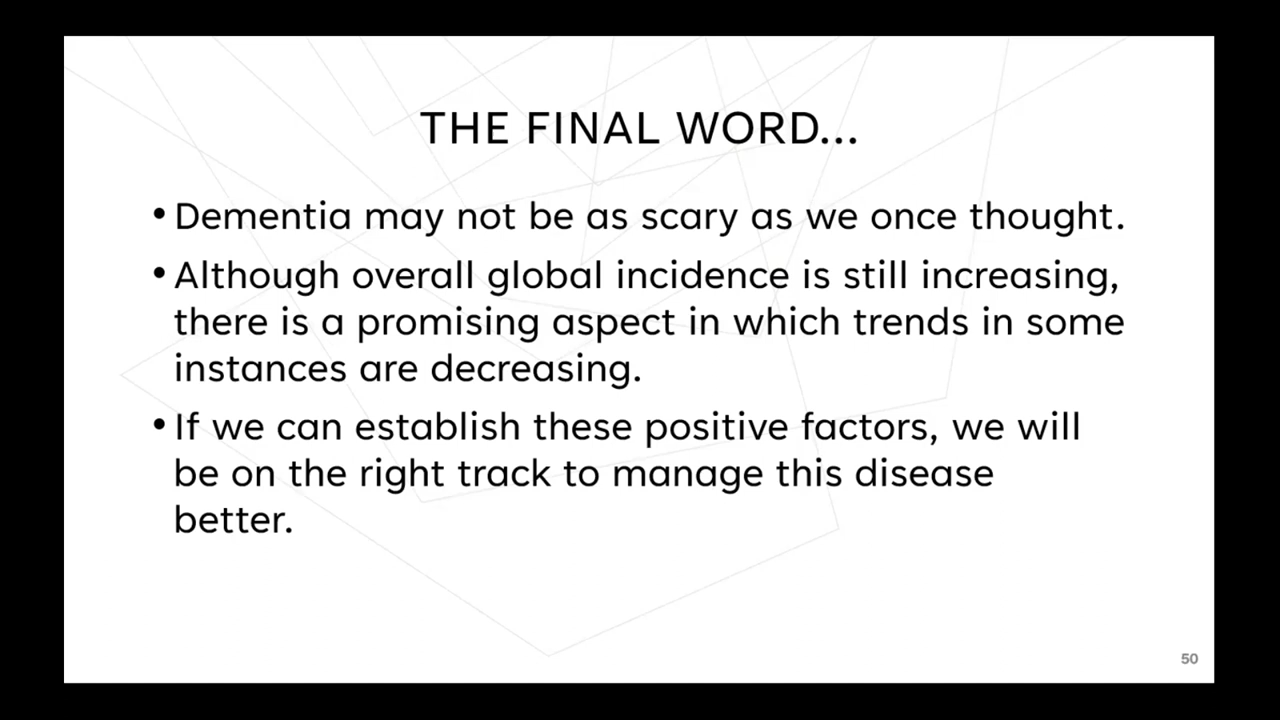 THE FINAL WORD...
• Dementia may not be as scary as we once thought.
• Although overall global incidence is still increasing,
there is a promising aspect in which trends in some
instances are decreasing.
• If we can establish these positive factors, we will
be on the right track to manage this disease
better.
50